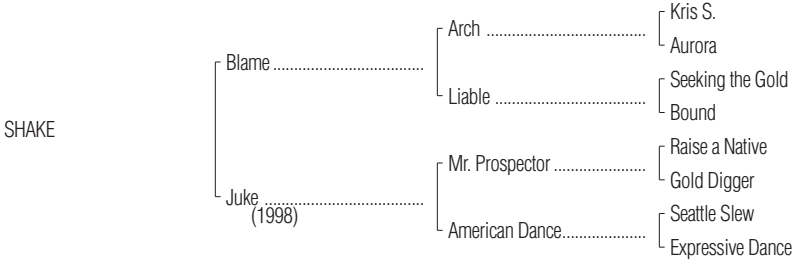 Kris S.
Arch ........................................
Aurora
Blame .....................................
Seeking the Gold
Liable ......................................
Bound
SHAKE
Raise a Native
Mr. Prospector .......................
Gold Digger
Juke .......................................
(1998)
Seattle Slew
American Dance.....................
Expressive Dance